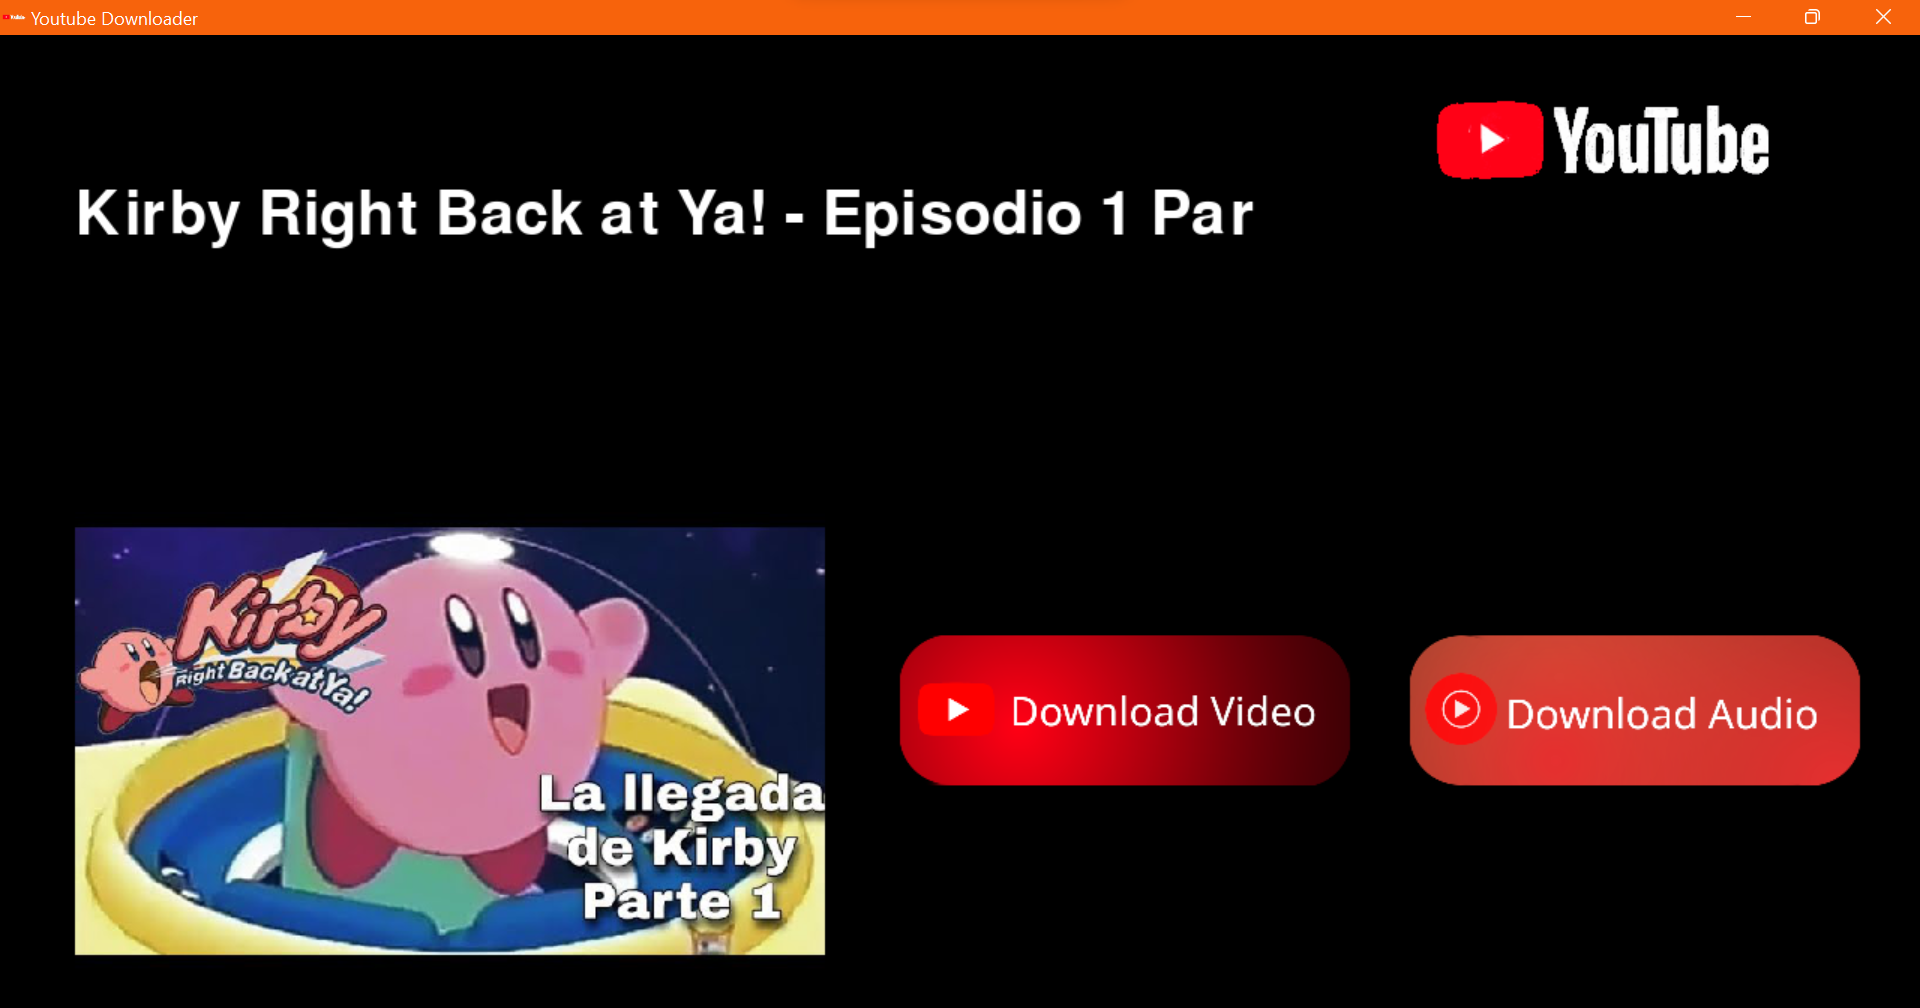 Youtube Downloader
YouTube
Kirby Right Back at Ya! - Episodio 1 Par
Kirby
Right Back at Ya!
La llegada
de Kirby
Parte 1
Download Video
Download Audio